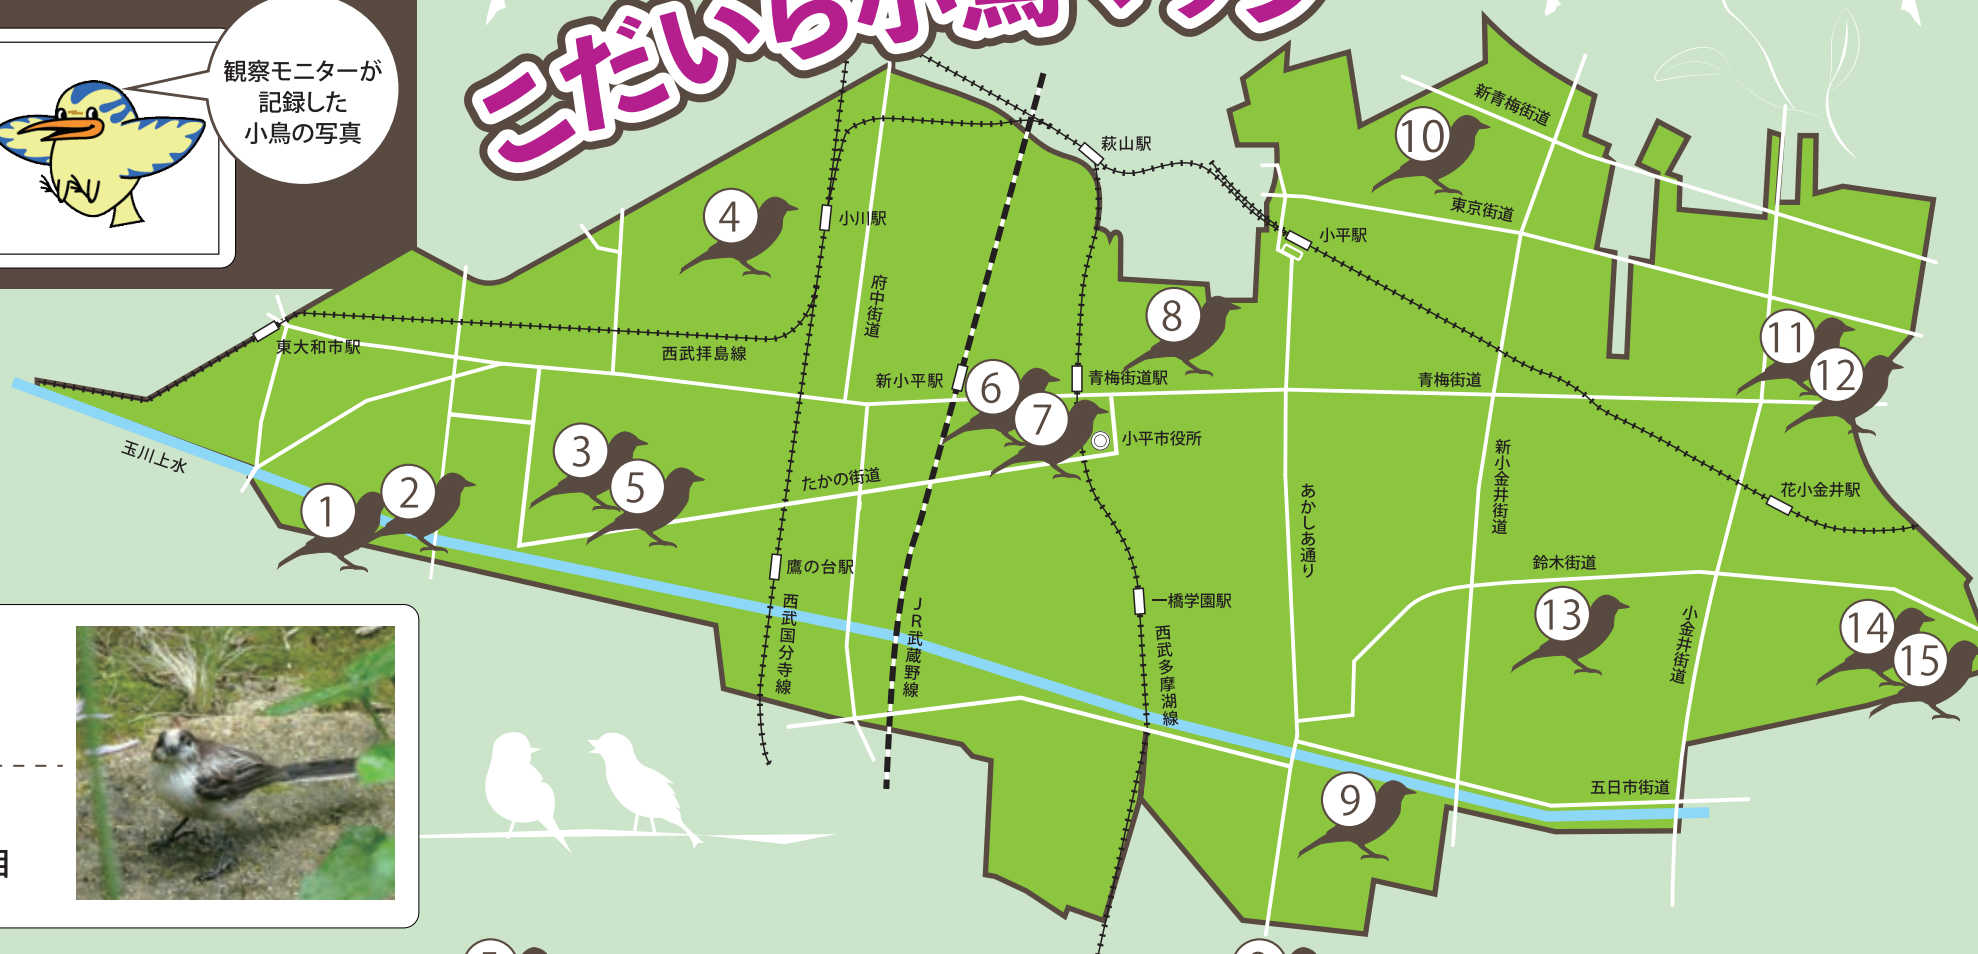 こだいら小鳥マップ
観察モニターが
記録した
小鳥の写真
新青梅街道
10
萩山駅
東京街道
4
小川駅
小平駅
府中街道
8
東大和市駅
西武拝島線
新小平駅
6
青梅街道駅
青梅街道
11
12
7
小平市役所
玉川上水
3
5
たかの街道
新小金井街道
花小金井駅
1
2
あかしあ通り
鷹の台駅
鈴木街道
一橋学園駅
西武国分寺線
JR武蔵野線
西武多摩湖線
13
小金井街道
14
15
9
五日市街道